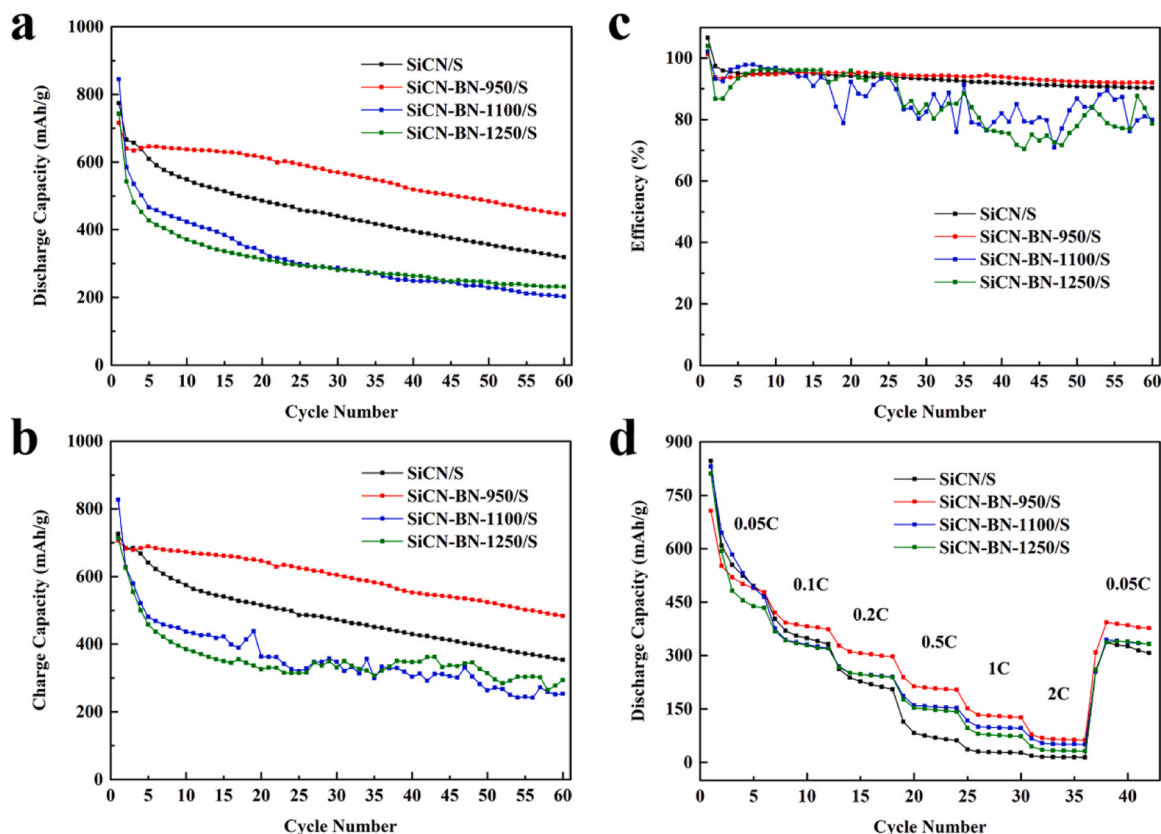 a
1000
800
600
400
200
0
Discharge Capacity (mAh/g)
SiCN/S
SiCN-BN-950/S
SiCN-BN-1100/S
SiCN-BN-1250/S
0 5 10 15 20 25 30 35 40 45 50 55 60
Cycle Number
c
100
80
60
40
20
0
Efficiency (%)
SiCN/S
SiCN-BN-950/S
SiCN-BN-1100/S
SiCN-BN-1250/S
0 5 10 15 20 25 30 35 40 45 50 55 60
Cycle Number
b
1000
800
600
400
200
0
Charge Capacity (mAh/g)
SiCN/S
SiCN-BN-950/S
SiCN-BN-1100/S
SiCN-BN-1250/S
0 5 10 15 20 25 30 35 40 45 50 55 60
Cycle Number
d
900
750
600
450
300
150
0
Discharge Capacity (mAh/g)
SiCN/S
SiCN-BN-950/S
SiCN-BN-1100/S
SiCN-BN-1250/S
0.05C
0.1C
0.2C
0.5C
1C
2C
0.05C
0 5 10 15 20 25 30 35 40
Cycle Number